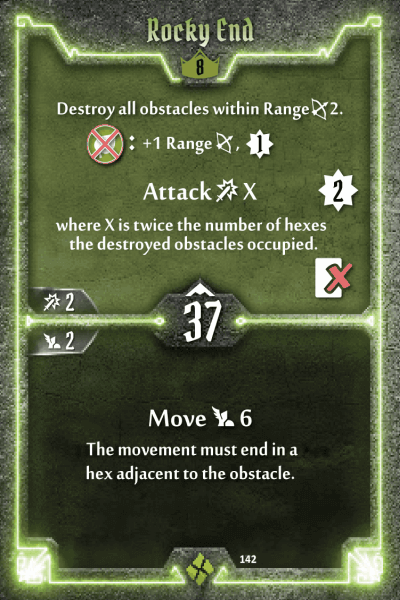 Rocky End
8
Destroy all obstacles within Range 2.
: +1 Range , 1
Attack X
2
where X is twice the number of hexes
the destroyed obstacles occupied.
2
37
2
Move 6
The movement must end in a
hex adjacent to the obstacle.
142